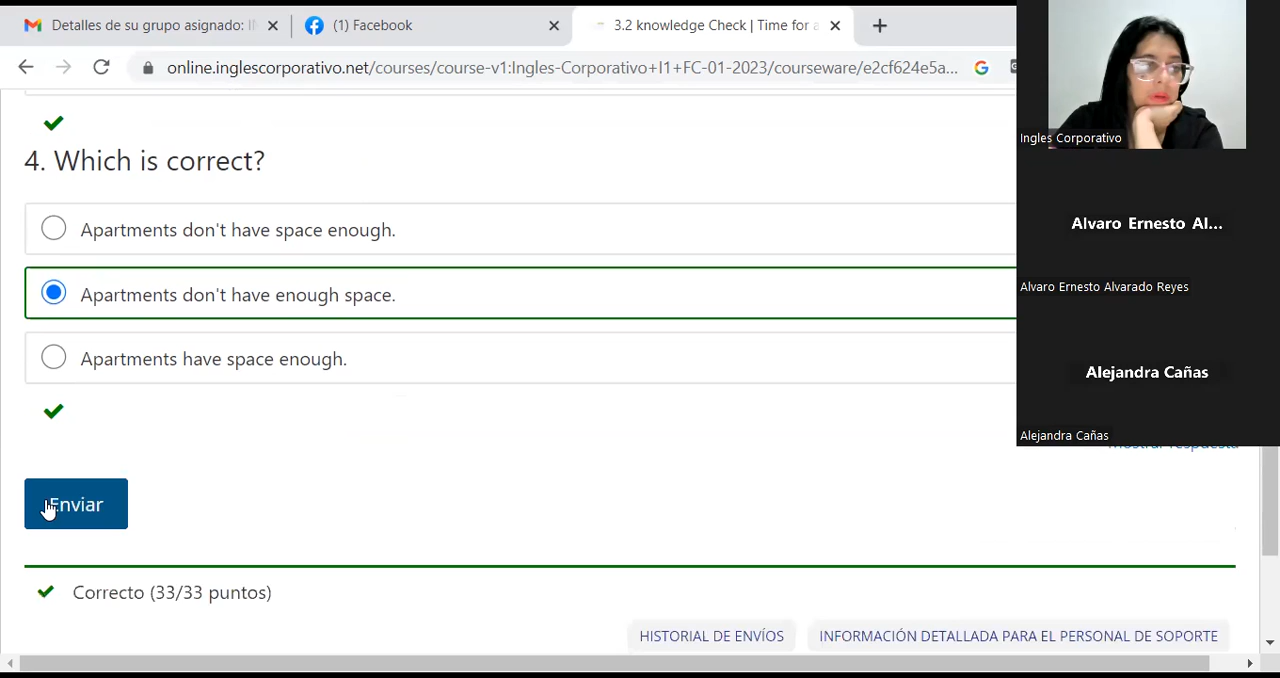 Detalles de su grupo asignado: I
(1) Facebook
3.2 knowledge Check | Time for a
online.inglescorporativo.net/courses/course-v1:Ingles-Corporativo+I1+FC-01-2023/courseware/e2cf624e5a...
Ingles Corporativo
4. Which is correct?
Apartments don't have space enough.
Alvaro Ernesto Al...
Alvaro Ernesto Alvarado Reyes
Apartments don't have enough space.
Apartments have space enough.
Alejandra Cañas
Alejandra Cañas
Enviar
Correcto (33/33 puntos)
HISTORIAL DE ENVÍOS
INFORMACIÓN DETALLADA PARA EL PERSONAL DE SOPORTE